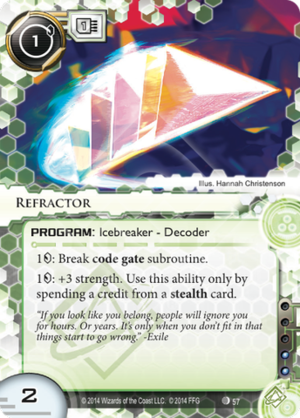 1
1
Illus. Hannah Christenson
REFRACTOR
PROGRAM: Icebreaker - Decoder
1: Break code gate subroutine.
1: +3 strength. Use this ability only by
spending a credit from a stealth card.
"If you look like you belong, people will ignore you
for hours. Or years. It's only when you don't fit in that
things start to go wrong." -Exile
2
© 2014 Wizards of the Coast LLC. © 2014 FFG
57